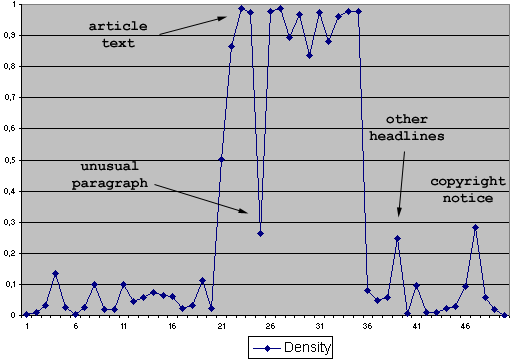 1
0,9
0,8
0,7
0,6
0,5
0,4
0,3
0,2
0,1
0
article
text
unusual
paragraph
other
headlines
copyright
notice
1 6 11 16 21 26 31 36 41 46
Density